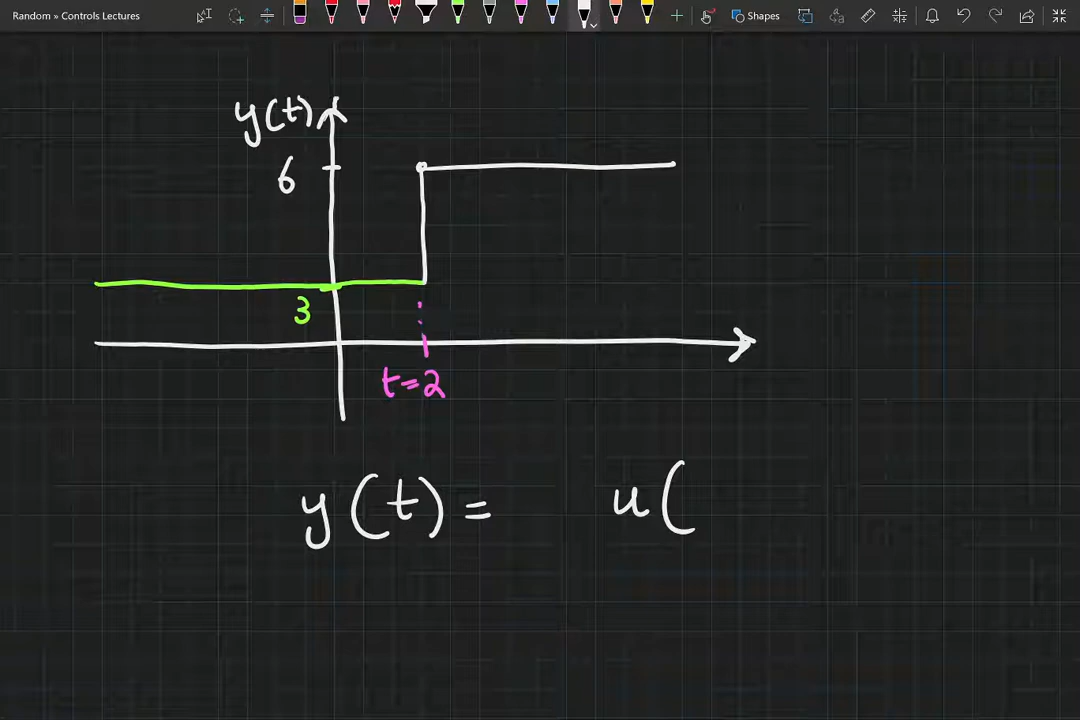 Random » Controls Lectures
Shapes
y(t)
6
3
t=2
y(t)= u(